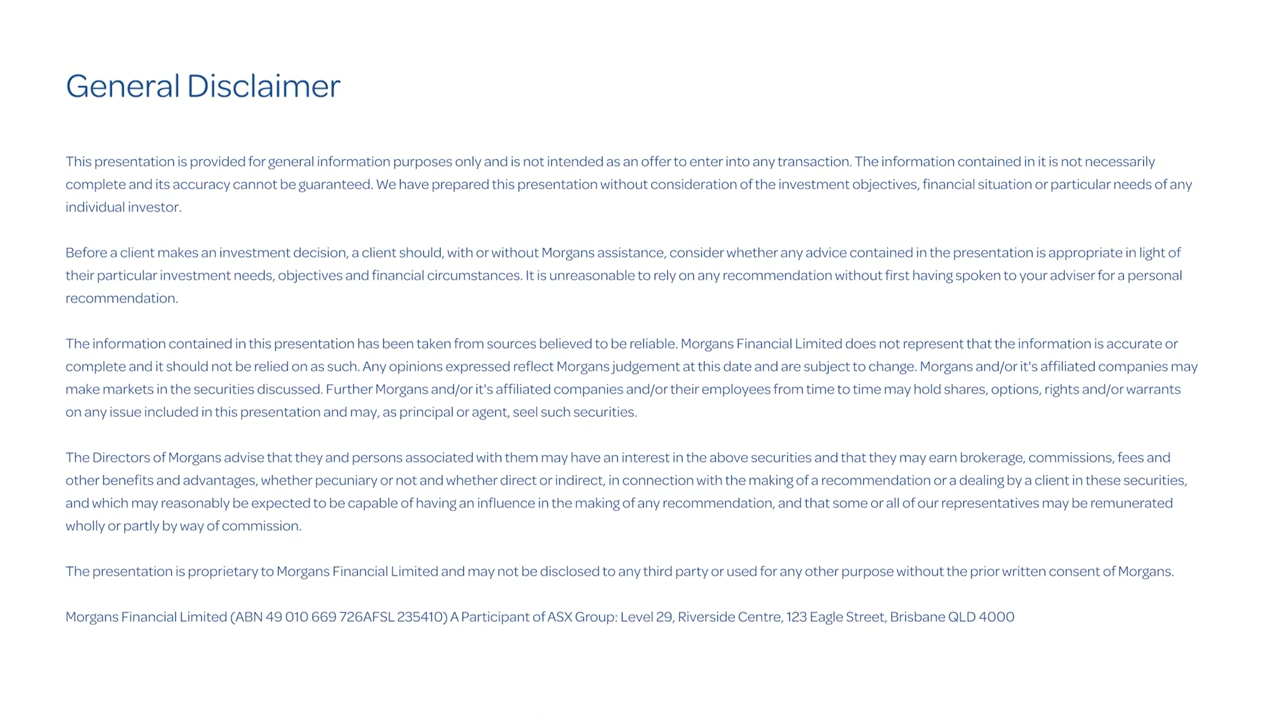 General Disclaimer
This presentation is provided for general information purposes only and is not intended as an offer to enter into any transaction. The information contained in it is not necessarily
complete and its accuracy cannot be guaranteed. We have prepared this presentation without consideration of the investment objectives, financial situation or particular needs of any
individual investor.
Before a client makes an investment decision, a client should, with or without Morgans assistance, consider whether any advice contained in the presentation is appropriate in light of
their particular investment needs, objectives and financial circumstances. It is unreasonable to rely on any recommendation without first having spoken to your adviser for a personal
recommendation.
The information contained in this presentation has been taken from sources believed to be reliable. Morgans Financial Limited does not represent that the information is accurate or
complete and it should not be relied on as such. Any opinions expressed reflect Morgans judgement at this date and are subject to change. Morgans and/or it's affiliated companies may
make markets in the securities discussed. Further Morgans and/or it's affiliated companies and/or their employees from time to time may hold shares, options, rights and/or warrants
on any issue included in this presentation and may, as principal or agent, seel such securities.
The Directors of Morgans advise that they and persons associated with them may have an interest in the above securities and that they may earn brokerage, commissions, fees and
other benefits and advantages, whether pecuniary or not and whether direct or indirect, in connection with the making of a recommendation or a dealing by a client in these securities,
and which may reasonably be expected to be capable of having an influence in the making of any recommendation, and that some or all of our representatives may be remunerated
wholly or partly by way of commission.
The presentation is proprietary to Morgans Financial Limited and may not be disclosed to any third party or used for any other purpose without the prior written consent of Morgans.
Morgans Financial Limited (ABN 49 010 669 726AFSL 235410) A Participant of ASX Group: Level 29, Riverside Centre, 123 Eagle Street, Brisbane QLD 4000